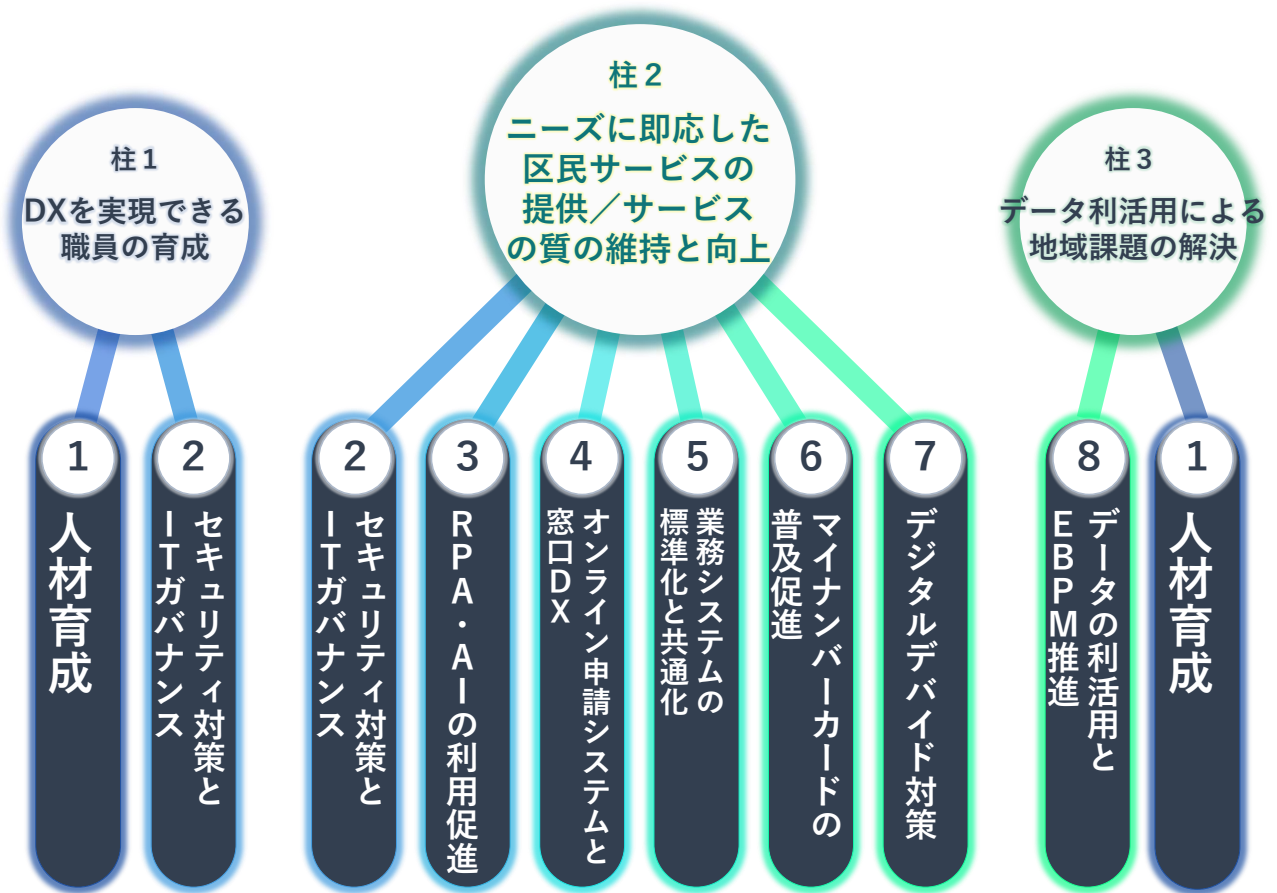 柱１
DXを実現できる
職員の育成
1
人材育成
2
セキュリティ対策と
ITガバナンス
柱２
ニーズに即応した
区民サービスの
提供／サービス
の質の維持と向上
2
セキュリティ対策と
ITガバナンス
3
RPA・AIの利用促進
4
オンライン申請システムと
窓口DX
5
業務システムの
標準化と共通化
6
マイナンバーカードの
普及促進
7
デジタルデバイド対策
柱３
データ利活用による
地域課題の解決
8
データの利活用と
EBPM推進
1
人材育成